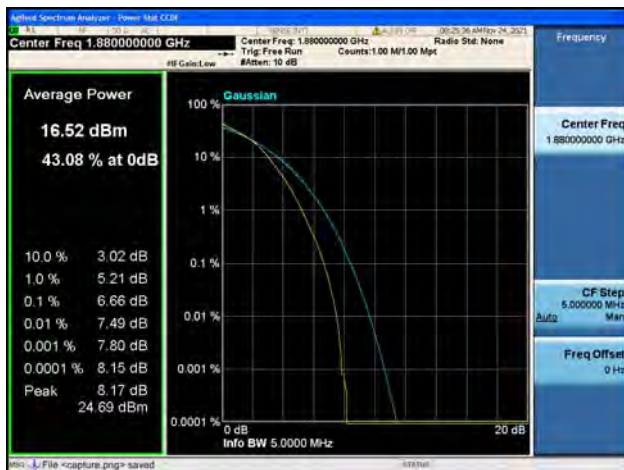 Agilent Spectrum Analyzer - Power Stat CCDF
Center Freq 1.880000000 GHz
Center Freq: 1.880000000 GHz
Radio Std: None
Trig: Free Run
Counts:1.00 M/1.00 Mpt
#IFGain:Low
#Atten: 10 dB
Average Power
16.52 dBm
43.08 % at 0dB
10.0 % 3.02 dB
1.0 % 5.21 dB
0.1 % 6.66 dB
0.01 % 7.49 dB
0.001 % 7.80 dB
0.0001 % 8.15 dB
Peak 8.17 dB
24.69 dBm
Gaussian
100 %
10 %
1 %
0.1 %
0.01 %
0.001 %
0.0001 %
0 dB
20 dB
Info BW 5.0000 MHz
Frequency
Center Freq
1.880000000 GHz
CF Step
5.000000 MHz
Auto Man
Freq Offset
0 Hz
MSG
File <capture.png> saved
STATUS